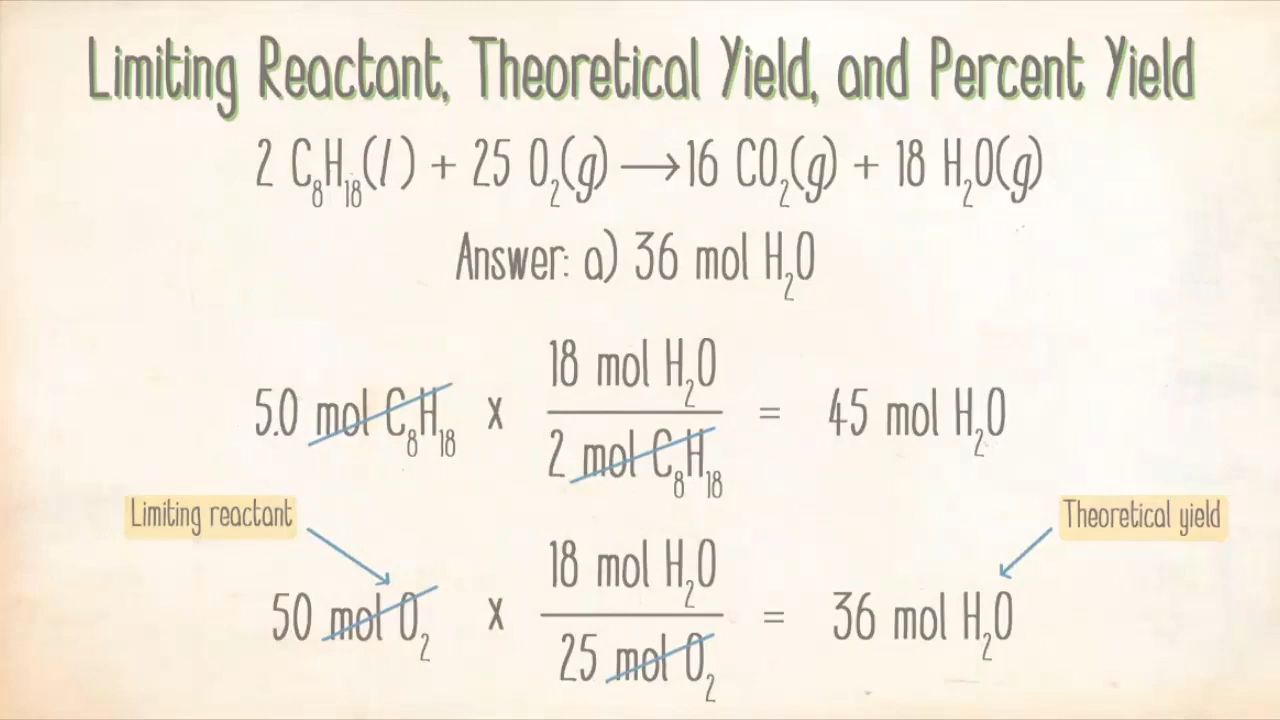 Limiting Reactant, Theoretical Yield, and Percent Yield
2 C₈H₁₈(l) + 25 O₂(g) ⟶16 CO₂(g) + 18 H₂O(g)
Answer: a) 36 mol H₂O
18 mol H₂O
5.0 mol C₈H₁₈ x = 45 mol H₂O
2 mol C₈H₁₈
Limiting reactant
Theoretical yield
18 mol H₂O
50 mol O₂ x = 36 mol H₂O
25 mol O₂